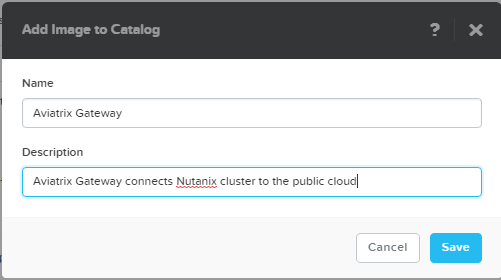 Add Image to Catalog
?
Name
Aviatrix Gateway
Description
Aviatrix Gateway connects Nutanix cluster to the public cloud
Cancel Save